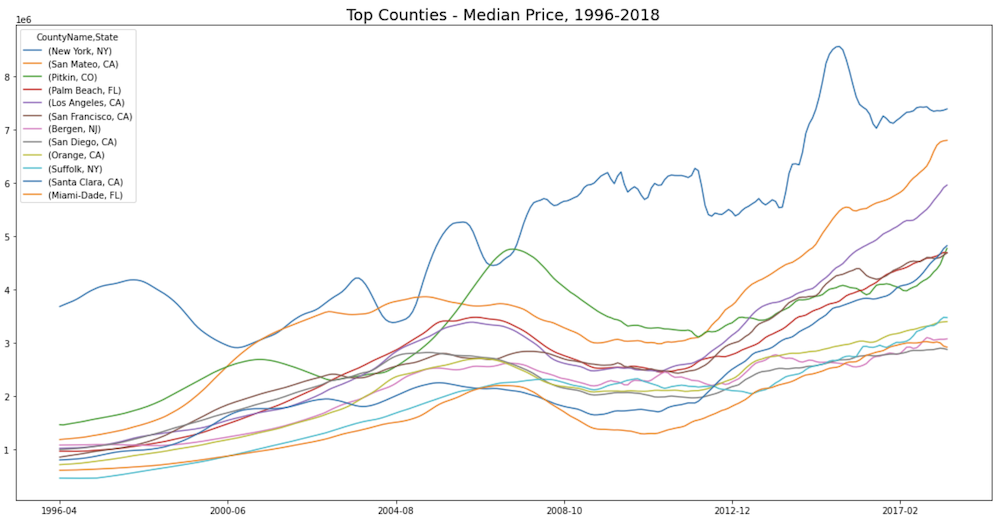 Top Counties - Median Price, 1996-2018
1e6
CountyName,State
(New York, NY)
(San Mateo, CA)
(Pitkin, CO)
(Palm Beach, FL)
(Los Angeles, CA)
(San Francisco, CA)
(Bergen, NJ)
(San Diego, CA)
(Orange, CA)
(Suffolk, NY)
(Santa Clara, CA)
(Miami-Dade, FL)
8
7
6
5
4
3
2
1
1996-04 2000-06 2004-08 2008-10 2012-12 2017-02